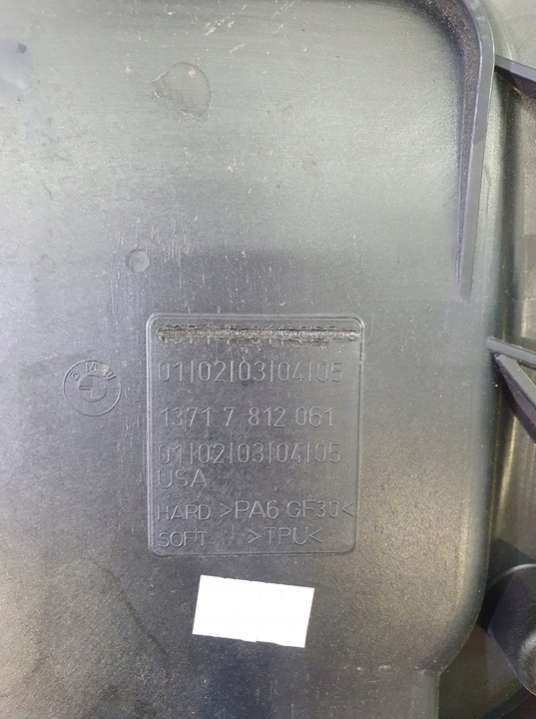 BMW
01|02|03|04|05
1371 7 812 061
01|02|03|04|05
USA
HARD >PA6 GF30<
SOFT >TPU<